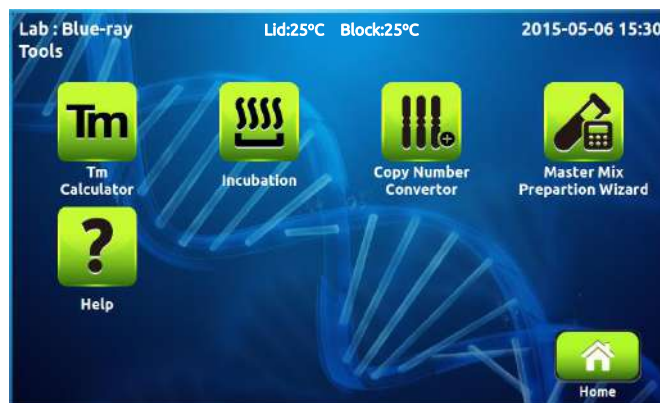 Lab : Blue-ray
Lid:25°C Block:25°C
2015-05-06 15:30
Tools
Tm
Tm
Calculator
Incubation
Copy Number
Convertor
Master Mix
Prepartion Wizard
?
Help
Home